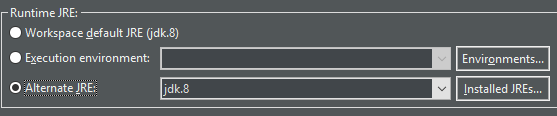 Runtime JRE:
Workspace default JRE (jdk.8)
Execution environment:
Environments...
Alternate JRE:
jdk.8
Installed JREs...